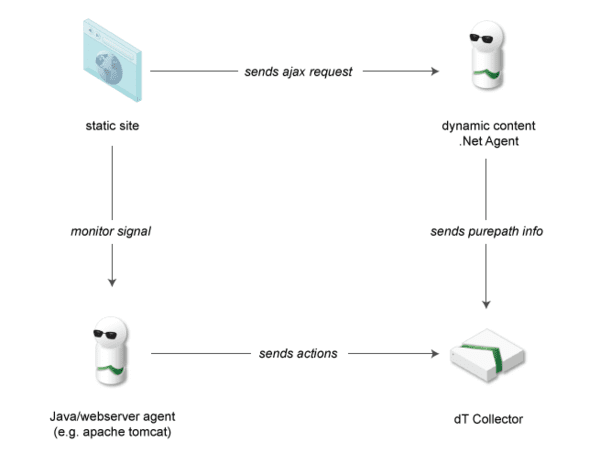 sends ajax request
static site
dynamic content
.Net Agent
monitor signal
sends purepath info
sends actions
Java/webserver agent
(e.g. apache tomcat)
dT Collector